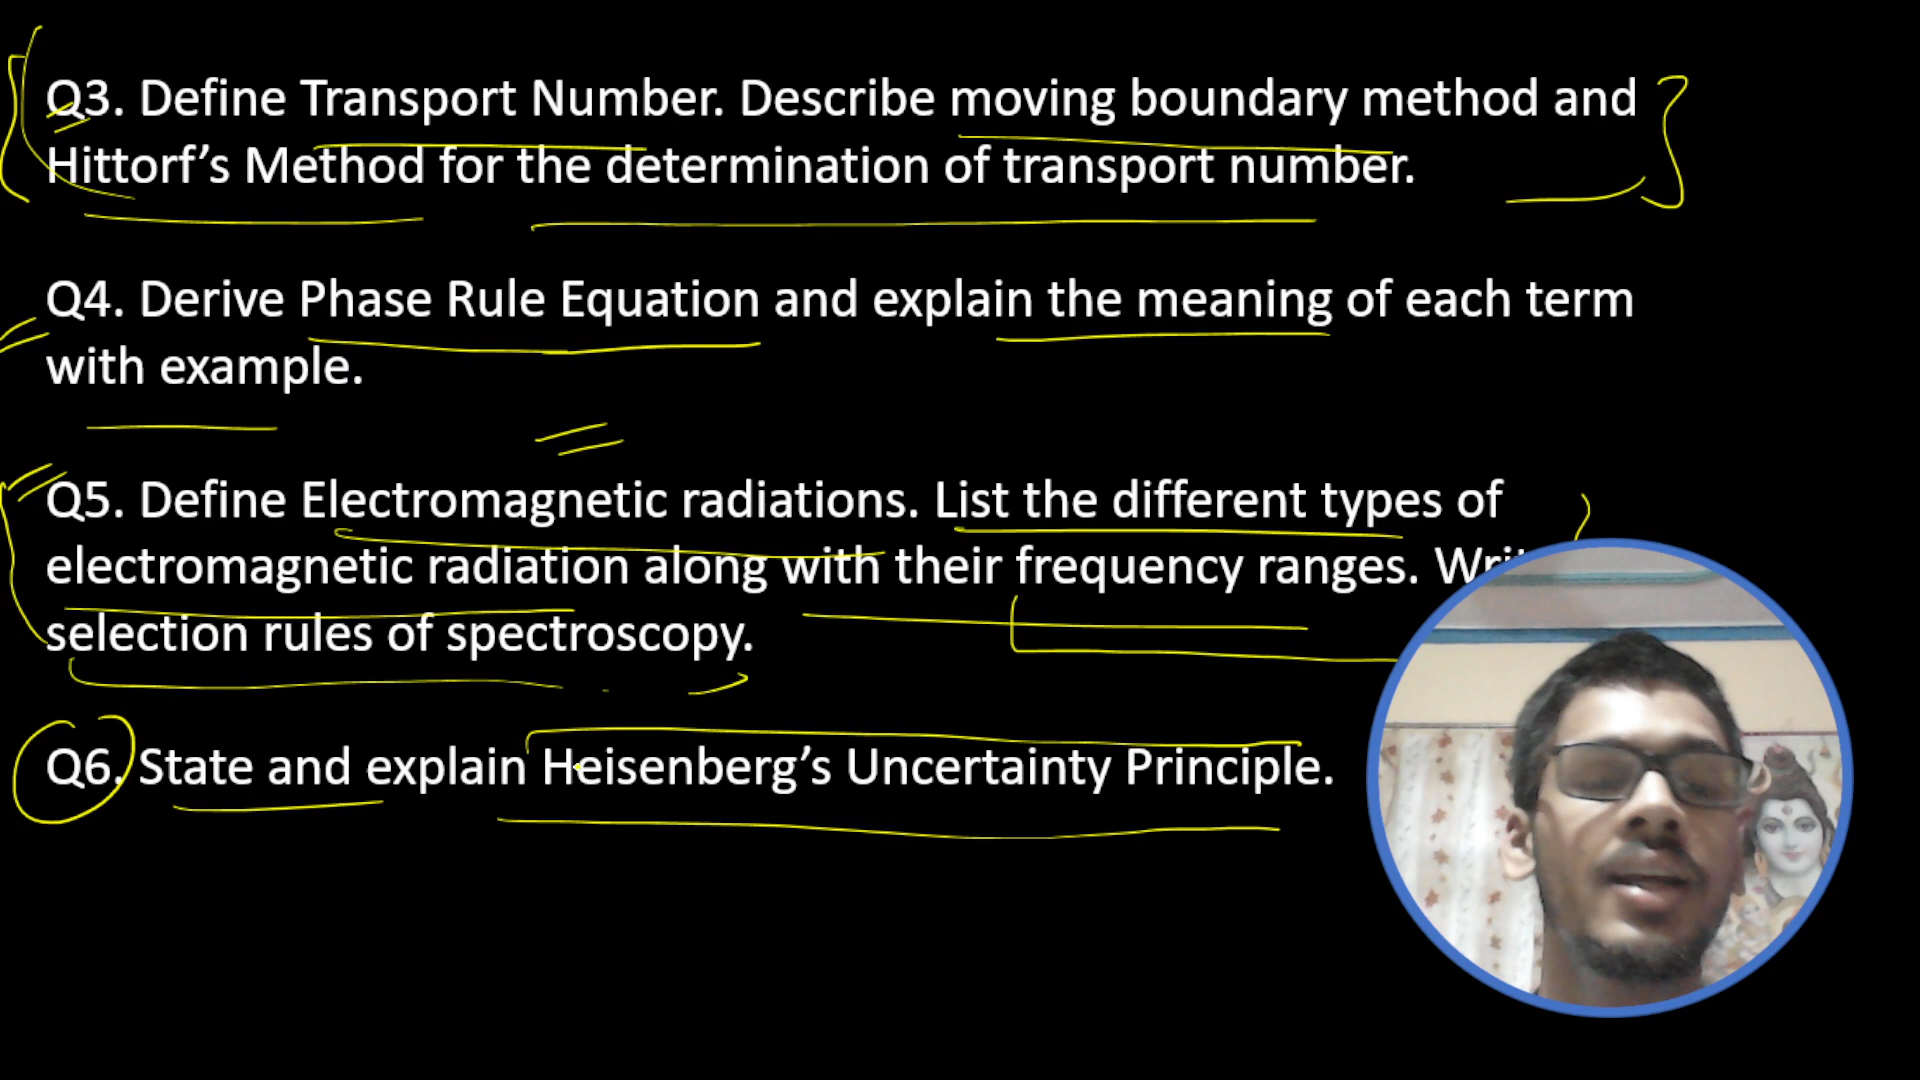 Q3. Define Transport Number. Describe moving boundary method and
Hittorf’s Method for the determination of transport number.
Q4. Derive Phase Rule Equation and explain the meaning of each term
with example.
Q5. Define Electromagnetic radiations. List the different types of
electromagnetic radiation along with their frequency ranges.
selection rules of spectroscopy.
Q6. State and explain Heisenberg’s Uncertainty Principle.